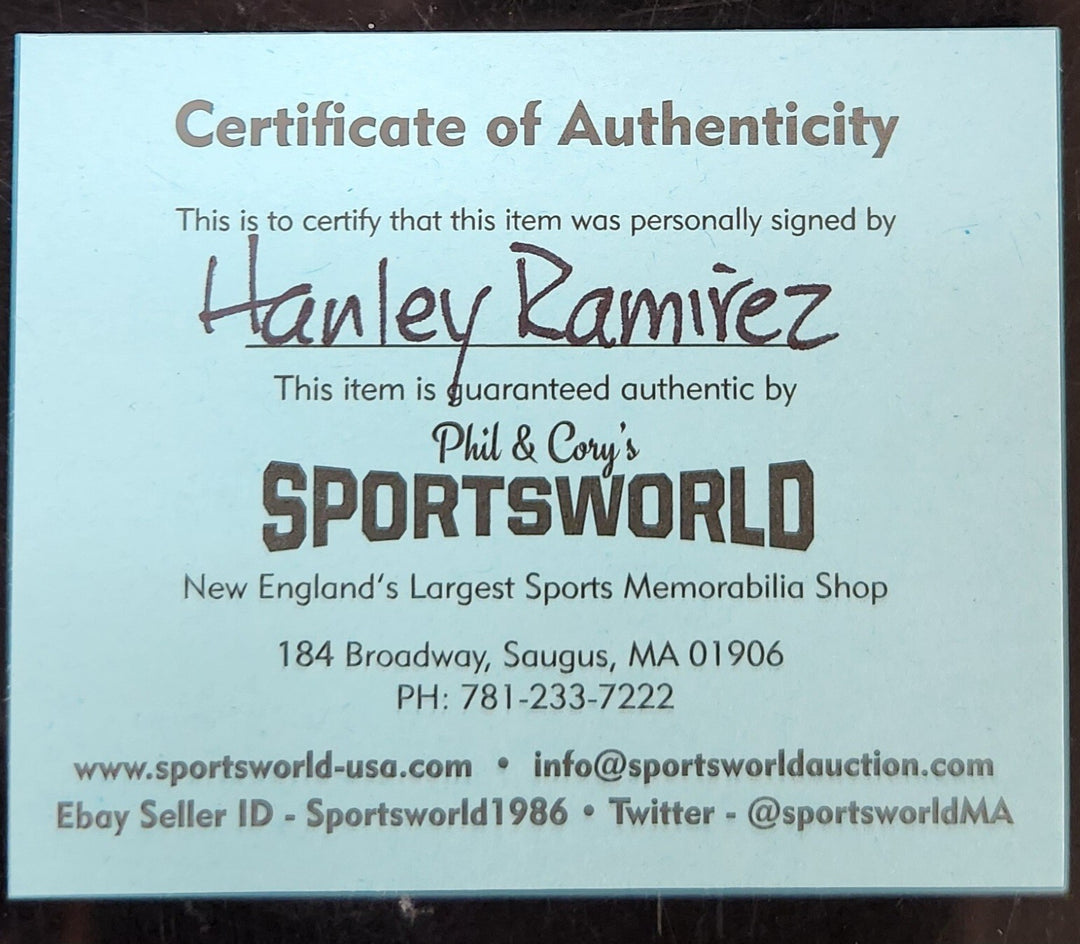 Certificate of Authenticity
This is to certify that this item was personally signed by
Hanley Ramirez
This item is guaranteed authentic by
Phil & Cory's
SPORTSWORLD
New England's Largest Sports Memorabilia Shop
184 Broadway, Saugus, MA 01906
PH: 781-233-7222
www.sportsworld-usa.com • info@sportsworldauction.com
Ebay Seller ID - Sportsworld1986 • Twitter - @sportsworldMA